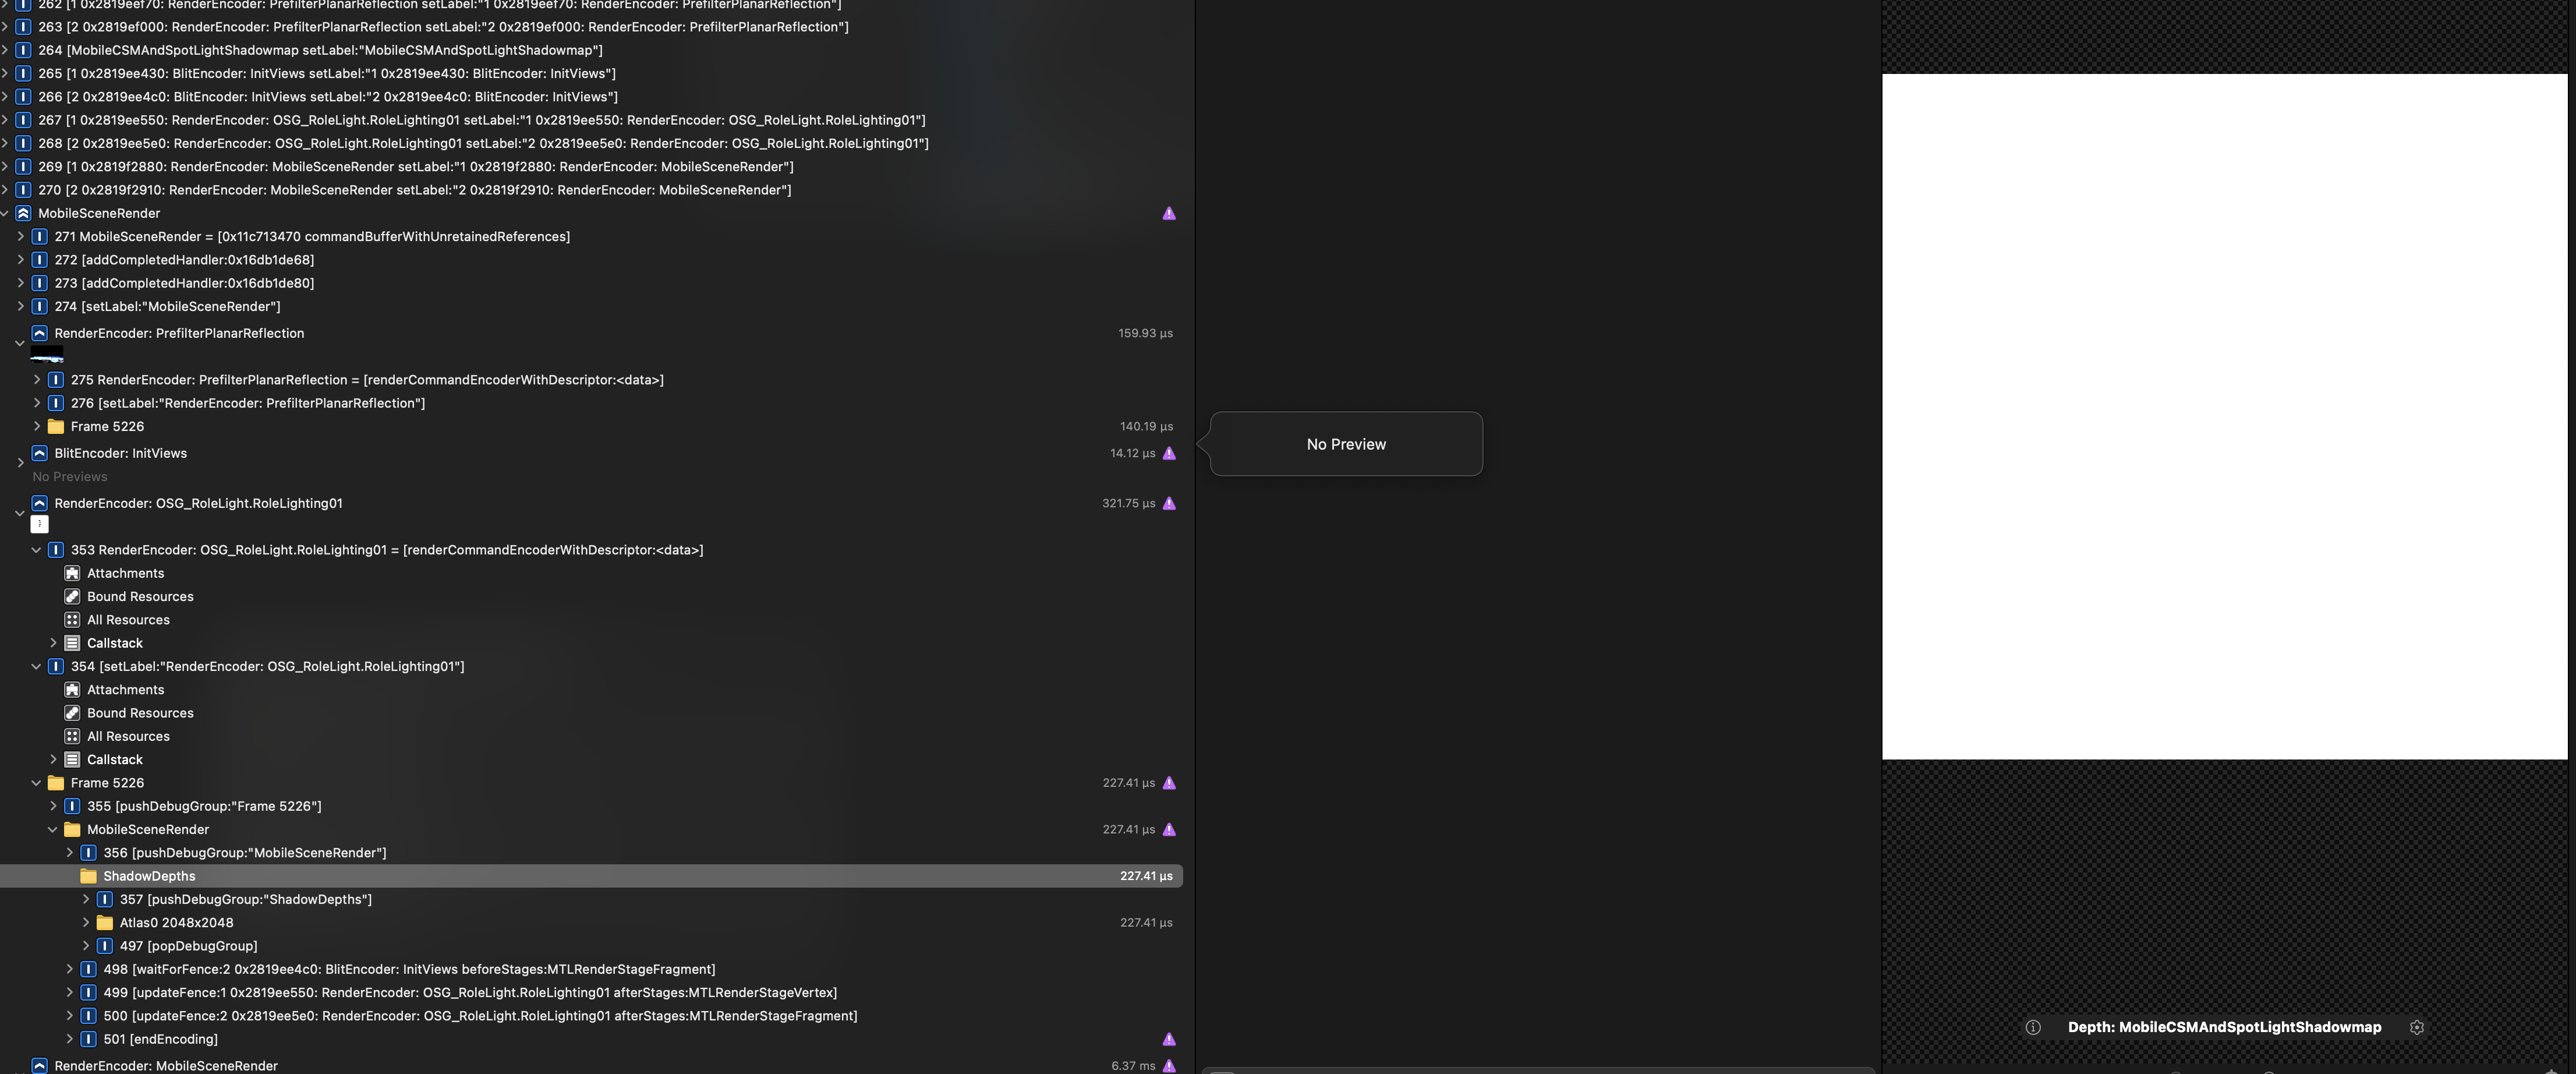 262 [1 0x2819eef70: RenderEncoder: PrefilterPlanarReflection setLabel:"1 0x2819eef70: RenderEncoder: PrefilterPlanarReflection"]
263 [2 0x2819ef000: RenderEncoder: PrefilterPlanarReflection setLabel:"2 0x2819ef000: RenderEncoder: PrefilterPlanarReflection"]
264 [MobileCSMAndSpotLightShadowmap setLabel:"MobileCSMAndSpotLightShadowmap"]
265 [1 0x2819ee430: BlitEncoder: InitViews setLabel:"1 0x2819ee430: BlitEncoder: InitViews"]
266 [2 0x2819ee4c0: BlitEncoder: InitViews setLabel:"2 0x2819ee4c0: BlitEncoder: InitViews"]
267 [1 0x2819ee550: RenderEncoder: OSG_RoleLight.RoleLighting01 setLabel:"1 0x2819ee550: RenderEncoder: OSG_RoleLight.RoleLighting01"]
268 [2 0x2819ee5e0: RenderEncoder: OSG_RoleLight.RoleLighting01 setLabel:"2 0x2819ee5e0: RenderEncoder: OSG_RoleLight.RoleLighting01"]
269 [1 0x2819f2880: RenderEncoder: MobileSceneRender setLabel:"1 0x2819f2880: RenderEncoder: MobileSceneRender"]
270 [2 0x2819f2910: RenderEncoder: MobileSceneRender setLabel:"2 0x2819f2910: RenderEncoder: MobileSceneRender"]
MobileSceneRender
271 MobileSceneRender = [0x11c713470 commandBufferWithUnretainedReferences]
272 [addCompletedHandler:0x16db1de68]
273 [addCompletedHandler:0x16db1de80]
274 [setLabel:"MobileSceneRender"]
RenderEncoder: PrefilterPlanarReflection 159.93 µs
275 RenderEncoder: PrefilterPlanarReflection = [renderCommandEncoderWithDescriptor:<data>]
276 [setLabel:"RenderEncoder: PrefilterPlanarReflection"]
Frame 5226 140.19 µs
BlitEncoder: InitViews 14.12 µs
No Previews
RenderEncoder: OSG_RoleLight.RoleLighting01 321.75 µs
353 RenderEncoder: OSG_RoleLight.RoleLighting01 = [renderCommandEncoderWithDescriptor:<data>]
Attachments
Bound Resources
All Resources
Callstack
354 [setLabel:"RenderEncoder: OSG_RoleLight.RoleLighting01"]
Attachments
Bound Resources
All Resources
Callstack
Frame 5226 227.41 µs
355 [pushDebugGroup:"Frame 5226"]
MobileSceneRender 227.41 µs
356 [pushDebugGroup:"MobileSceneRender"]
ShadowDepths 227.41 µs
357 [pushDebugGroup:"ShadowDepths"]
Atlas0 2048x2048 227.41 µs
497 [popDebugGroup]
498 [waitForFence:2 0x2819ee4c0: BlitEncoder: InitViews beforeStages:MTLRenderStageFragment]
499 [updateFence:1 0x2819ee550: RenderEncoder: OSG_RoleLight.RoleLighting01 afterStages:MTLRenderStageVertex]
500 [updateFence:2 0x2819ee5e0: RenderEncoder: OSG_RoleLight.RoleLighting01 afterStages:MTLRenderStageFragment]
501 [endEncoding]
RenderEncoder: MobileSceneRender 6.37 ms
No Preview
Depth: MobileCSMAndSpotLightShadowmap